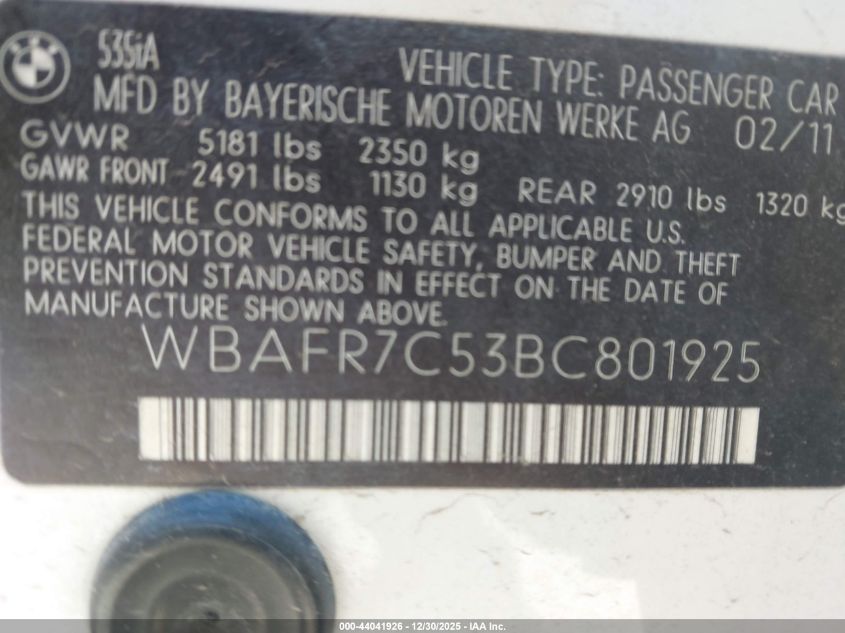 BMW
535iA
VEHICLE TYPE: PASSENGER CAR
MFD BY BAYERISCHE MOTOREN WERKE AG 02/11
GVWR 5181 lbs 2350 kg
GAWR FRONT 2491 lbs 1130 kg REAR 2910 lbs 1320 kg
THIS VEHICLE CONFORMS TO ALL APPLICABLE U.S.
FEDERAL MOTOR VEHICLE SAFETY, BUMPER AND THEFT
PREVENTION STANDARDS IN EFFECT ON THE DATE OF
MANUFACTURE SHOWN ABOVE.
WBAFR7C53BC801925
000-44041926 - 12/30/2025 - IAA Inc.